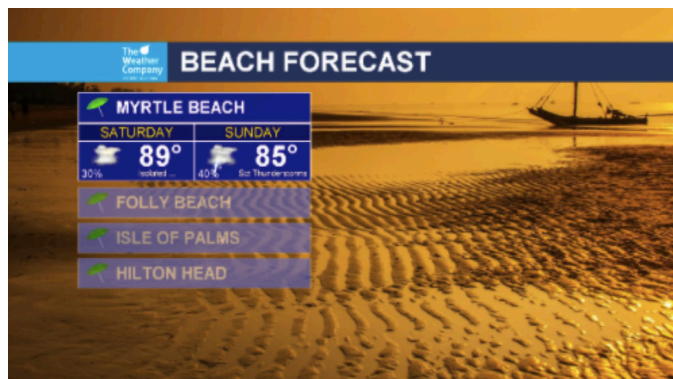 The
Weather
Company
BEACH FORECAST
MYRTLE BEACH
SATURDAY SUNDAY
89° 85°
30% Isolated ... 40% Sct Thunderstorms
FOLLY BEACH
ISLE OF PALMS
HILTON HEAD